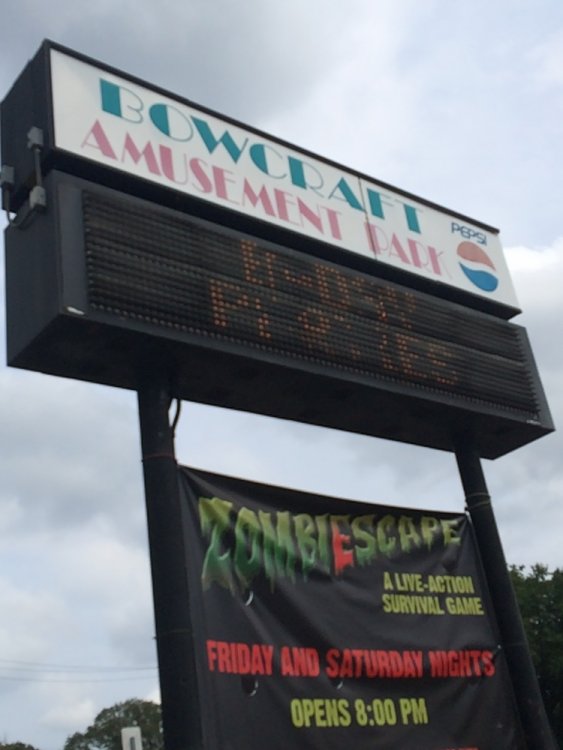 BOWCRAFT
AMUSEMENT PARK
PEPSI
ZOMBIESCAPE
A LIVE-ACTION
SURVIVAL GAME
FRIDAY AND SATURDAY NIGHTS
OPENS 8:00 PM